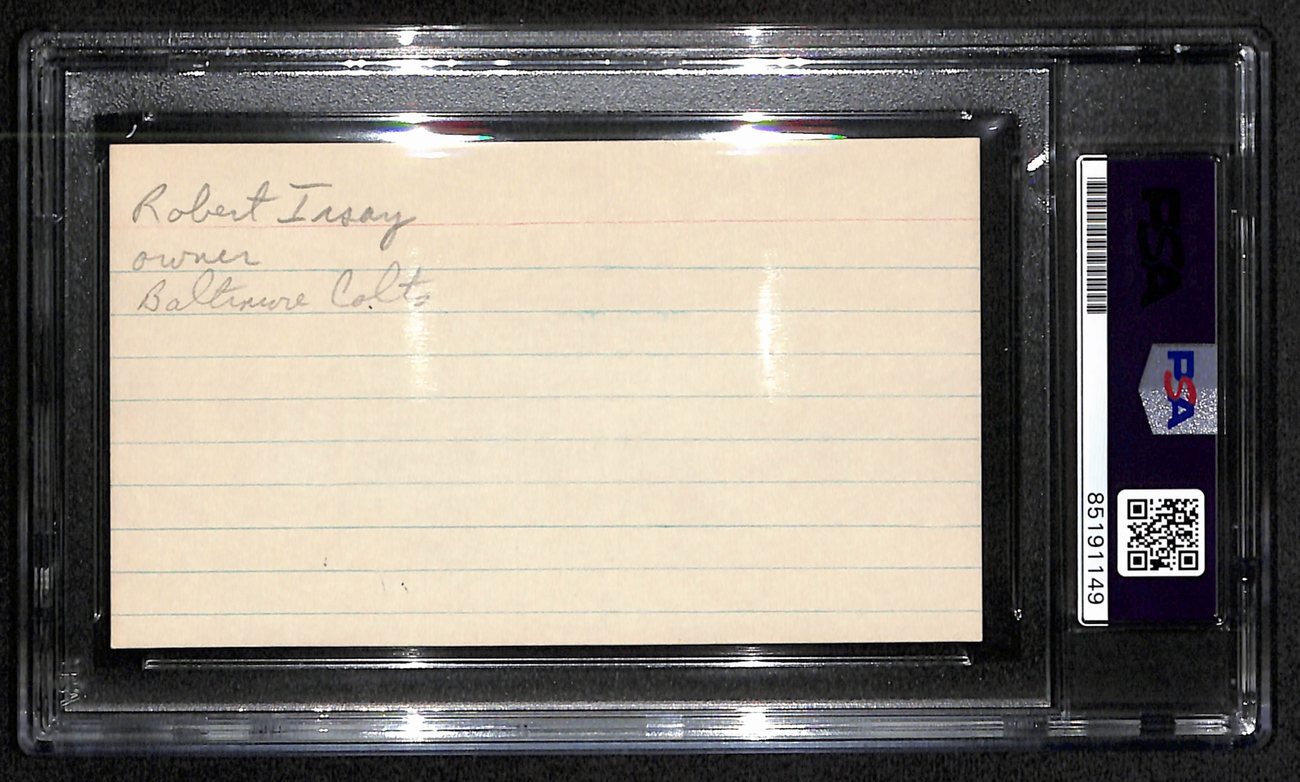 Robert Irsay
owner
Baltimore Colts
PSA
PSA
85191149